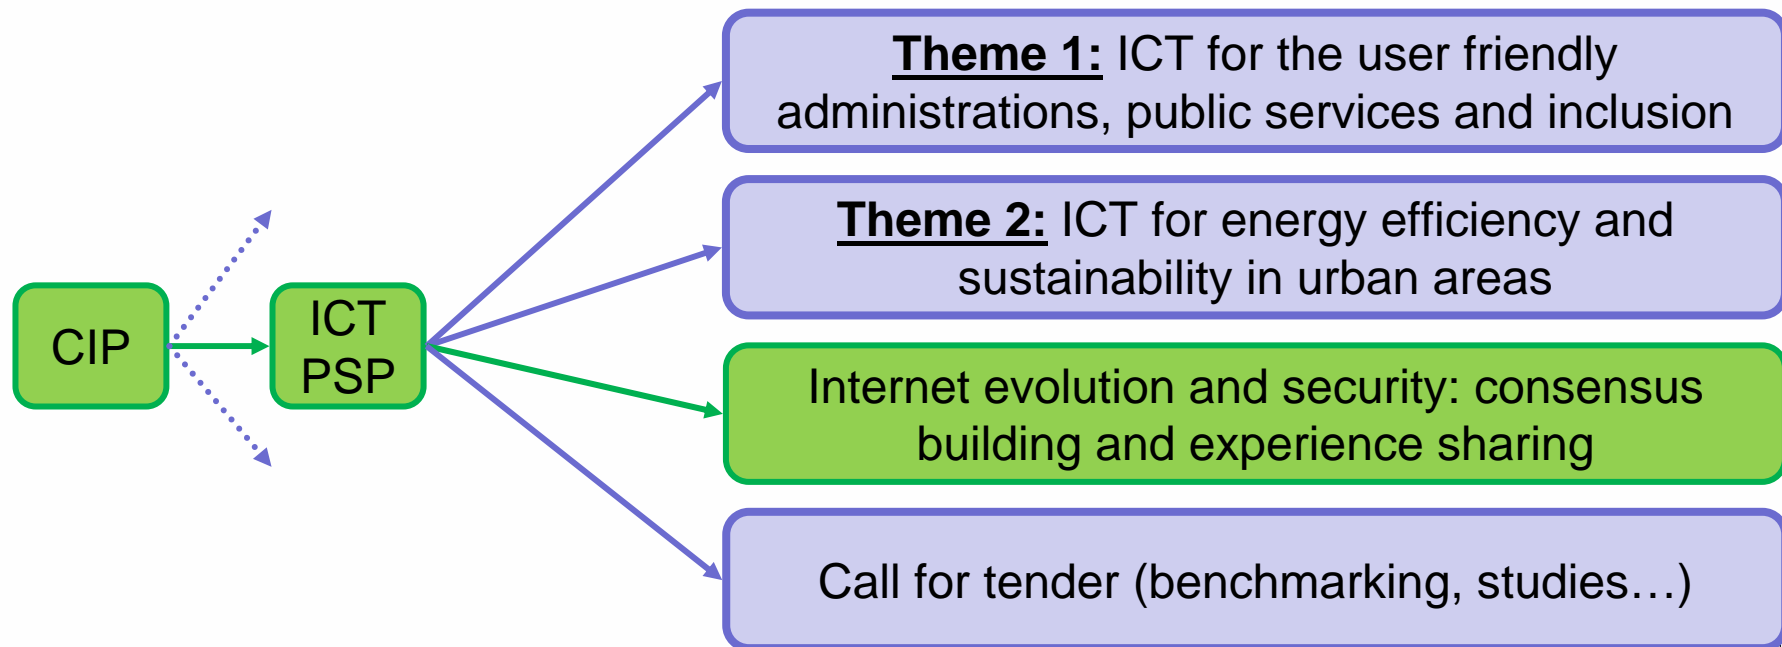 Theme 1: ICT for the user friendly
administrations, public services and inclusion
Theme 2: ICT for energy efficiency and
sustainability in urban areas
CIP
ICT
PSP
Internet evolution and security: consensus
building and experience sharing
Call for tender (benchmarking, studies…)